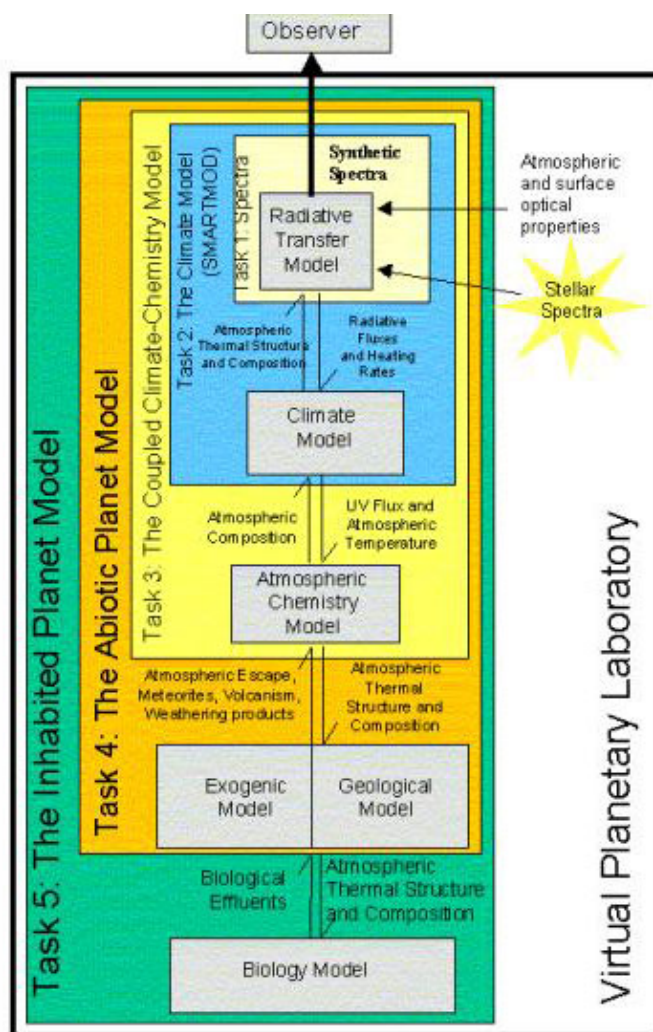 Observer
Synthetic
Spectra
Radiative
Transfer
Model
Atmospheric
and surface
optical
properties
Stellar
Spectra
Task 1: Spectra
Task 2: The Climate Model
(SMARTMOD)
Task 3: The Coupled Climate-Chemistry Model
Task 4: The Abiotic Planet Model
Task 5: The Inhabited Planet Model
Atmospheric
Thermal Structure
and Composition
Radiative
Fluxes
and Heating
Rates
Climate
Model
Atmospheric
Composition
UV Flux and
Atmospheric
Temperature
Atmospheric
Chemistry
Model
Atmospheric Escape,
Meteorites, Volcanism,
Weathering products
Atmospheric
Thermal
Structure and
Composition
Exogenic
Model
Geological
Model
Biological
Effluents
Atmospheric
Thermal Structure
and Composition
Biology Model
Virtual Planetary Laboratory